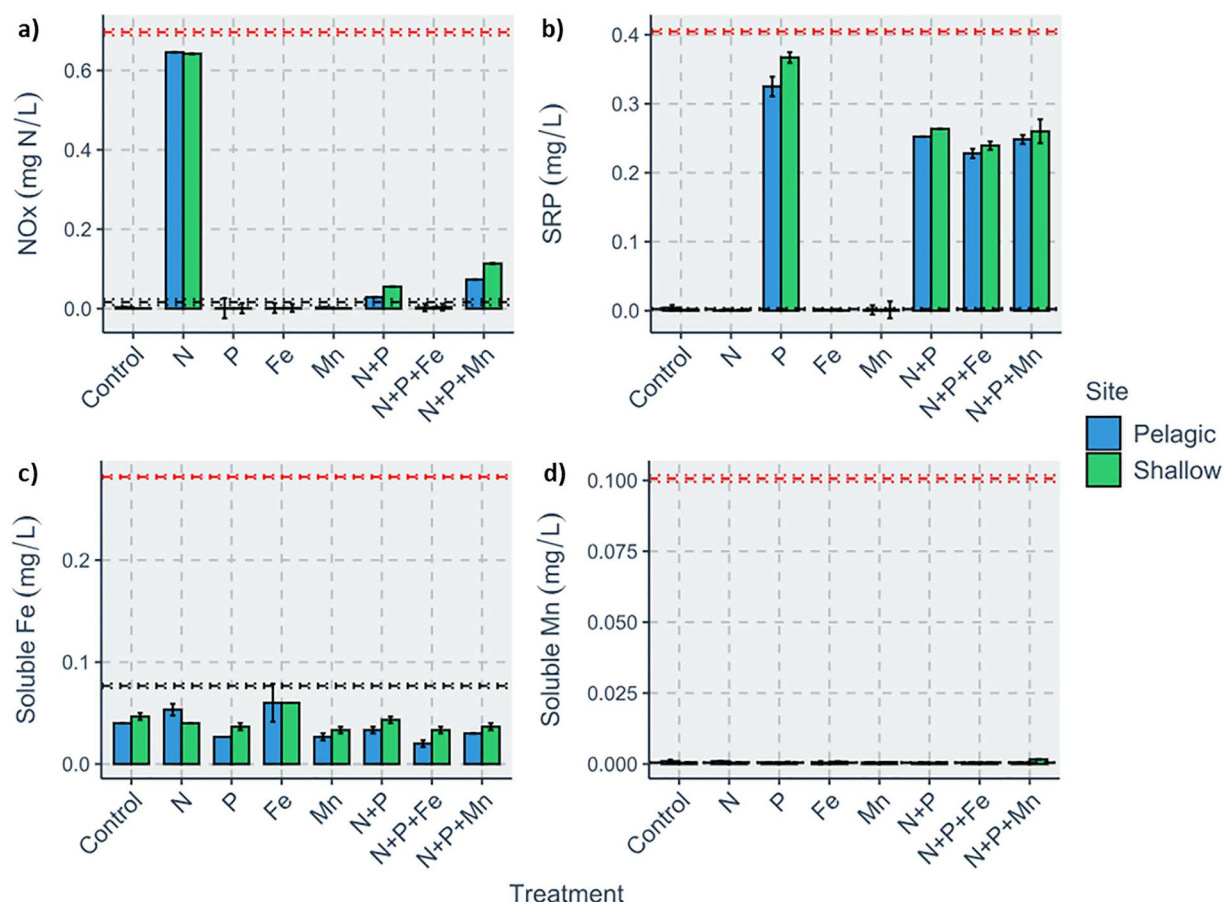 a)
NOx (mg N/L)
0.6
0.4
0.2
0.0
Control
N
P
Fe
Mn
N+P
N+P+Fe
N+P+Mn
b)
SRP (mg/L)
0.4
0.3
0.2
0.1
0.0
Control
N
P
Fe
Mn
N+P
N+P+Fe
N+P+Mn
Site
Pelagic
Shallow
c)
Soluble Fe (mg/L)
0.2
0.1
0.0
Control
N
P
Fe
Mn
N+P
N+P+Fe
N+P+Mn
d)
Soluble Mn (mg/L)
0.100
0.075
0.050
0.025
0.000
Control
N
P
Fe
Mn
N+P
N+P+Fe
N+P+Mn
Treatment